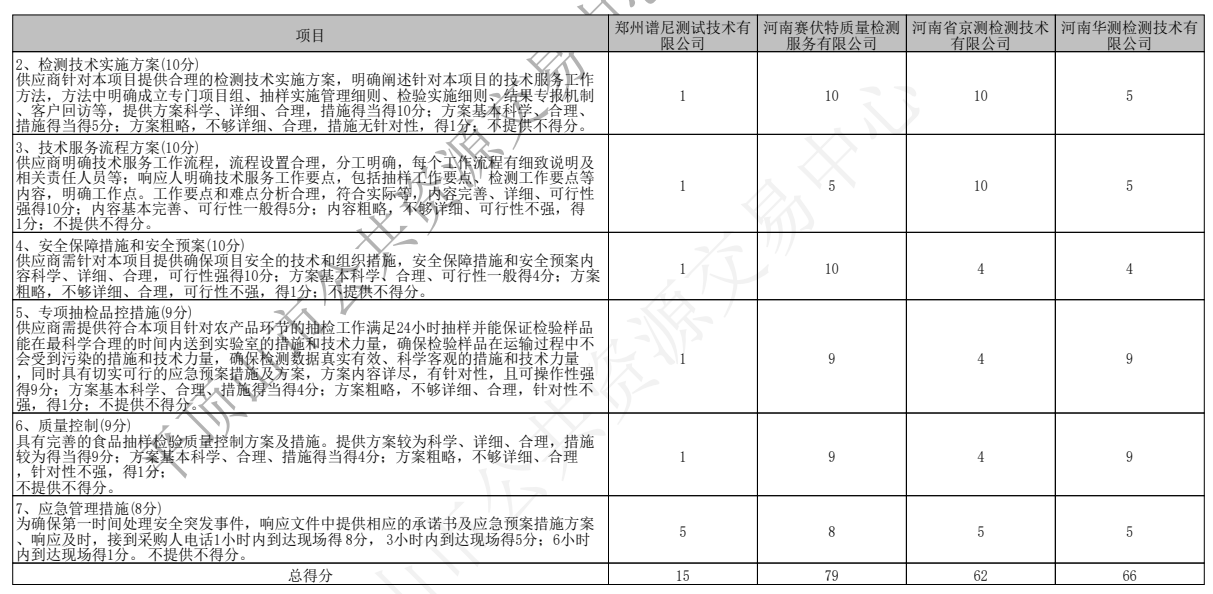 项目
郑州谱尼测试技术有
限公司
河南赛伏特质量检测
服务有限公司
河南省京测检测技术
有限公司
河南华测检测技术有
限公司
2、检测技术实施方案(10分)
供应商针对本项目提供合理的检测技术实施方案，明确阐述针对本项目的技术服务工作
方法，方法中明确成立专门项目组、抽样实施管理细则、检验实施细则、结果专报机制
、客户回访等，提供方案科学、详细、合理，措施得当得10分；方案基本科学、合理、
措施得当得5分；方案粗略，不够详细、合理，措施无针对性，得1分；不提供不得分。
1
10
10
5
3、技术服务流程方案(10分)
供应商明确技术服务工作流程，流程设置合理，分工明确，每个工作流程有细致说明及
相关责任人员等；响应人明确技术服务工作要点，包括抽样工作要点、检测工作要点等
内容，明确工作点。工作要点和难点分析合理，符合实际等，内容完善、详细、可行性
强得10分；内容基本完善、可行性一般得5分；内容粗略，不够详细、可行性不强，得
1分；不提供不得分。
1
5
10
5
4、安全保障措施和安全预案(10分)
供应商需针对本项目提供确保项目安全的技术和组织措施，安全保障措施和安全预案内
容科学、详细、合理，可行性强得10分；方案基本科学、合理、可行性一般得4分；方案
粗略，不够详细、合理，可行性不强，得1分；不提供不得分。
1
10
4
4
5、专项抽检品控措施(9分)
供应商需提供符合本项目针对农产品环节的抽检工作满足24小时抽样并能保证检验样品
能在最科学合理的时间内送到实验室的措施和技术力量，确保检验样品在运输过程中不
会受到污染的措施和技术力量，确保检测数据真实有效、科学客观的措施和技术力量
，同时具有切实可行的应急预案措施及方案，方案内容详尽，有针对性，且可操作性强
得9分；方案基本科学、合理、措施得当得4分；方案粗略，不够详细、合理，针对性不
强，得1分；不提供不得分。
1
9
4
9
6、质量控制(9分)
具有完善的食品抽样检验质量控制方案及措施。提供方案较为科学、详细、合理，措施
较为得当得9分；方案基本科学、合理、措施得当得4分；方案粗略，不够详细、合理
，针对性不强，得1分；
不提供不得分。
1
9
4
9
7、应急管理措施(8分)
为确保第一时间处理安全突发事件，响应文件中提供相应的承诺书及应急预案措施方案
、响应及时，接到采购人电话1小时内到达现场得 8分， 3小时内到达现场得5分；6小时
内到达现场得1分。 不提供不得分。
5
8
5
5
总得分
15
79
62
66
平顶山市公共资源交易中心
山市公共资源交易中心